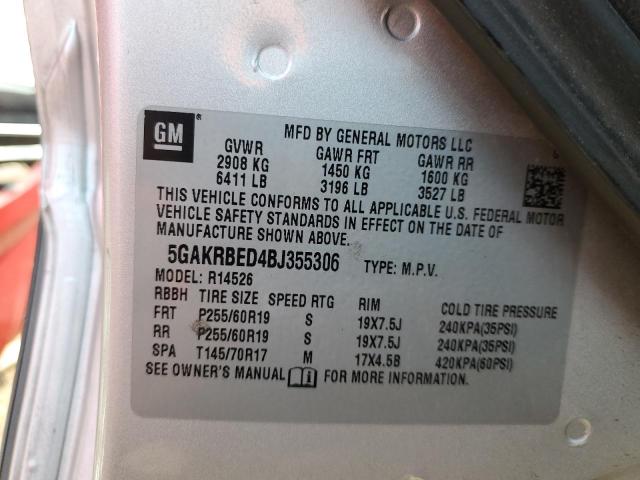 GM ®
MFD BY GENERAL MOTORS LLC
GVWR GAWR FRT GAWR RR
2908 KG 1450 KG 1600 KG
6411 LB 3196 LB 3527 LB
THIS VEHICLE CONFORMS TO ALL APPLICABLE U.S. FEDERAL MOTOR
VEHICLE SAFETY STANDARDS IN EFFECT ON THE DATE OF
MANUFACTURE SHOWN ABOVE.
5GAKRBED4BJ355306 TYPE: M.P.V.
MODEL: R14526
RBBH TIRE SIZE SPEED RTG RIM COLD TIRE PRESSURE
FRT P255/60R19 S 19X7.5J 240KPA(35PSI)
RR P255/60R19 S 19X7.5J 240KPA(35PSI)
SPA T145/70R17 M 17X4.5B 420KPA(60PSI)
SEE OWNER'S MANUAL FOR MORE INFORMATION.